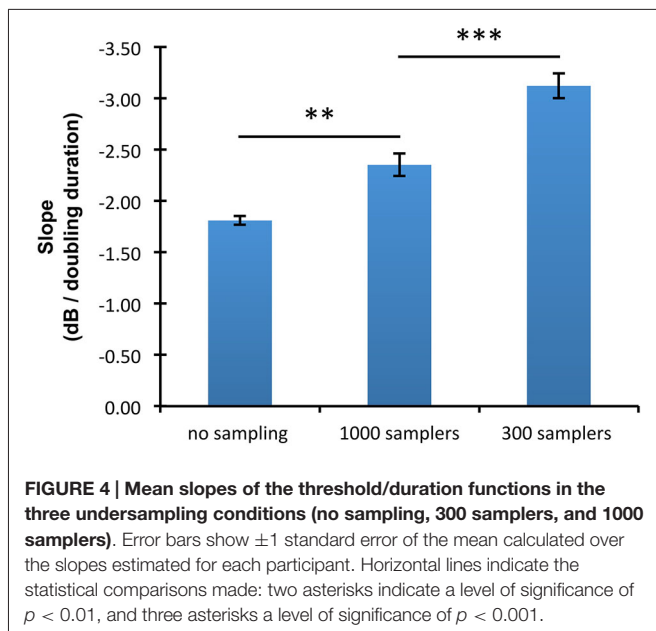 -3.50
-3.00
-2.50
-2.00
-1.50
-1.00
-0.50
0.00
Slope
(dB / doubling duration)
**
***
no sampling 1000 samplers 300 samplers
FIGURE 4 | Mean slopes of the threshold/duration functions in the
three undersampling conditions (no sampling, 300 samplers, and 1000
samplers). Error bars show ±1 standard error of the mean calculated over
the slopes estimated for each participant. Horizontal lines indicate the
statistical comparisons made: two asterisks indicate a level of significance of
p < 0.01, and three asterisks a level of significance of p < 0.001.